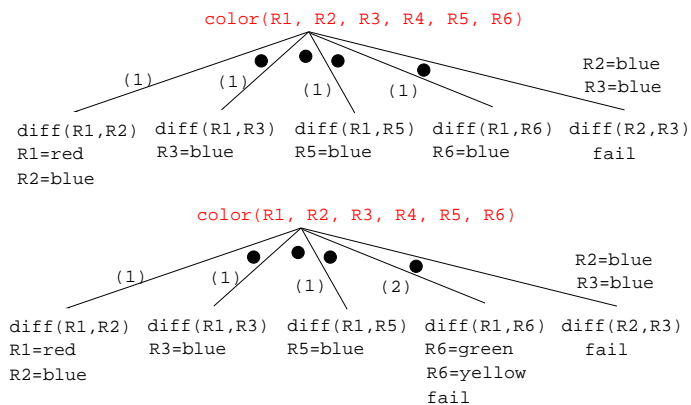 color(R1, R2, R3, R4, R5, R6)
R2=blue
R3=blue
(1) (1) (1) (1)
diff(R1,R2) diff(R1,R3) diff(R1,R5) diff(R1,R6) diff(R2,R3)
R1=red R3=blue R5=blue R6=blue fail
R2=blue
color(R1, R2, R3, R4, R5, R6)
R2=blue
R3=blue
(1) (1) (1) (2)
diff(R1,R2) diff(R1,R3) diff(R1,R5) diff(R1,R6) diff(R2,R3)
R1=red R3=blue R5=blue R6=green fail
R2=blue R6=yellow
fail